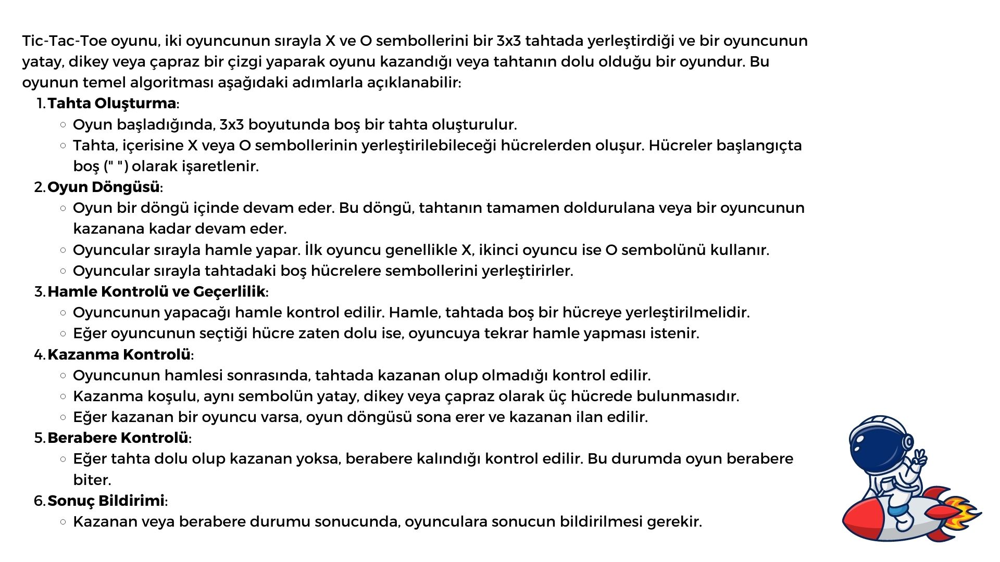 Tic-Tac-Toe oyunu, iki oyuncunun sırayla X ve O sembollerini bir 3x3 tahtada yerleştirdiği ve bir oyuncunun
yatay, dikey veya çapraz bir çizgi yaparak oyunu kazandığı veya tahtanın dolu olduğu bir oyundur. Bu
oyunun temel algoritması aşağıdaki adımlarla açıklanabilir:
1. Tahta Oluşturma:
○ Oyun başladığında, 3x3 boyutunda boş bir tahta oluşturulur.
○ Tahta, içerisine X veya O sembollerinin yerleştirilebileceği hücrelerden oluşur. Hücreler başlangıçta
boş (" ") olarak işaretlenir.
2. Oyun Döngüsü:
○ Oyun bir döngü içinde devam eder. Bu döngü, tahtanın tamamen doldurulana veya bir oyuncunun
kazanana kadar devam eder.
○ Oyuncular sırayla hamle yapar. İlk oyuncu genellikle X, ikinci oyuncu ise O sembolünü kullanır.
○ Oyuncular sırayla tahtadaki boş hücrelere sembollerini yerleştirirler.
3. Hamle Kontrolü ve Geçerlilik:
○ Oyuncunun yapacağı hamle kontrol edilir. Hamle, tahtada boş bir hücreye yerleştirilmelidir.
○ Eğer oyuncunun seçtiği hücre zaten dolu ise, oyuncuya tekrar hamle yapması istenir.
4. Kazanma Kontrolü:
○ Oyuncunun hamlesi sonrasında, tahtada kazanan olup olmadığı kontrol edilir.
○ Kazanma koşulu, aynı sembolün yatay, dikey veya çapraz olarak üç hücrede bulunmasıdır.
○ Eğer kazanan bir oyuncu varsa, oyun döngüsü sona erer ve kazanan ilan edilir.
5. Berabere Kontrolü:
○ Eğer tahta dolu olup kazanan yoksa, berabere kalındığı kontrol edilir. Bu durumda oyun berabere
biter.
6. Sonuç Bildirimi:
○ Kazanan veya berabere durumu sonucunda, oyunculara sonucun bildirilmesi gerekir.